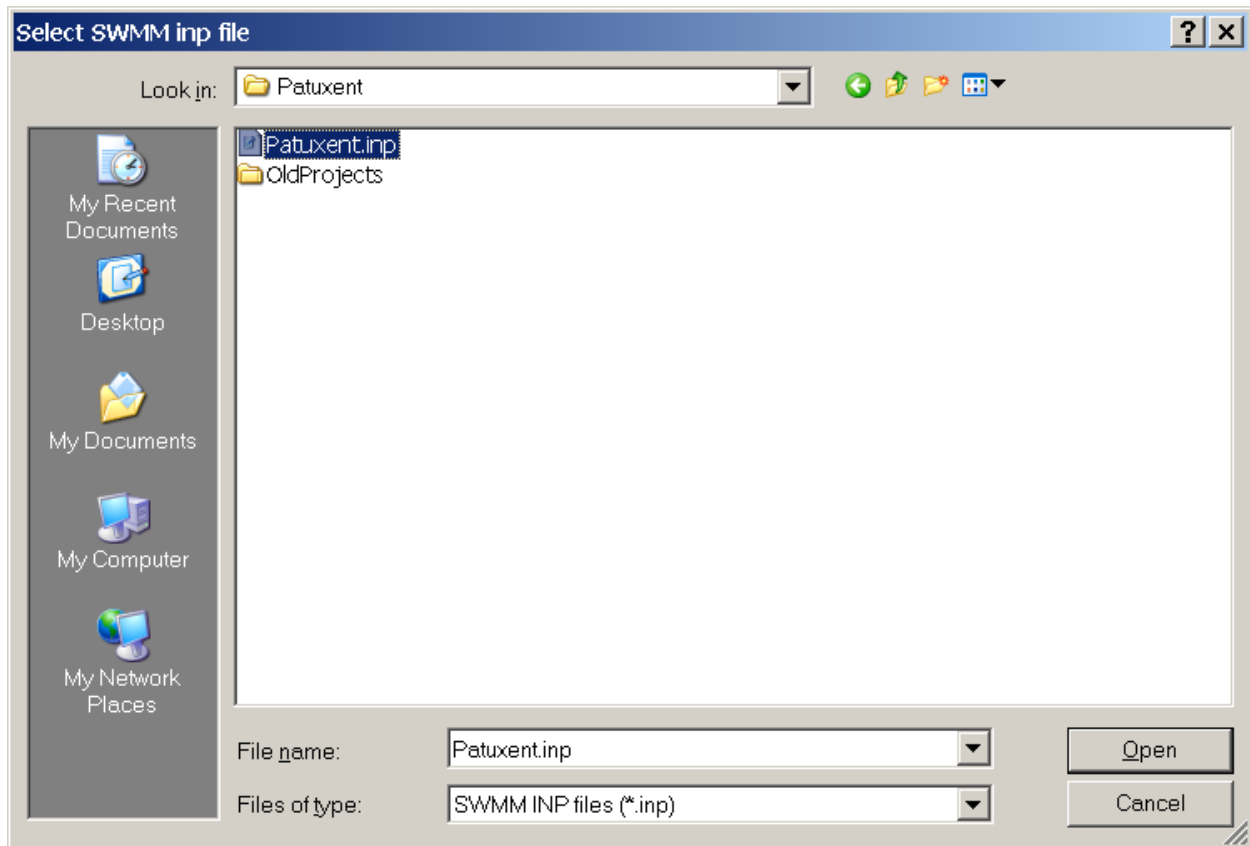 Select SWMM inp file
Look in:
Patuxent
Patuxent.inp
OldProjects
My Recent
Documents
Desktop
My Documents
My Computer
My Network
Places
File name:
Patuxent.inp
Open
Files of type:
SWMM INP files (*.inp)
Cancel